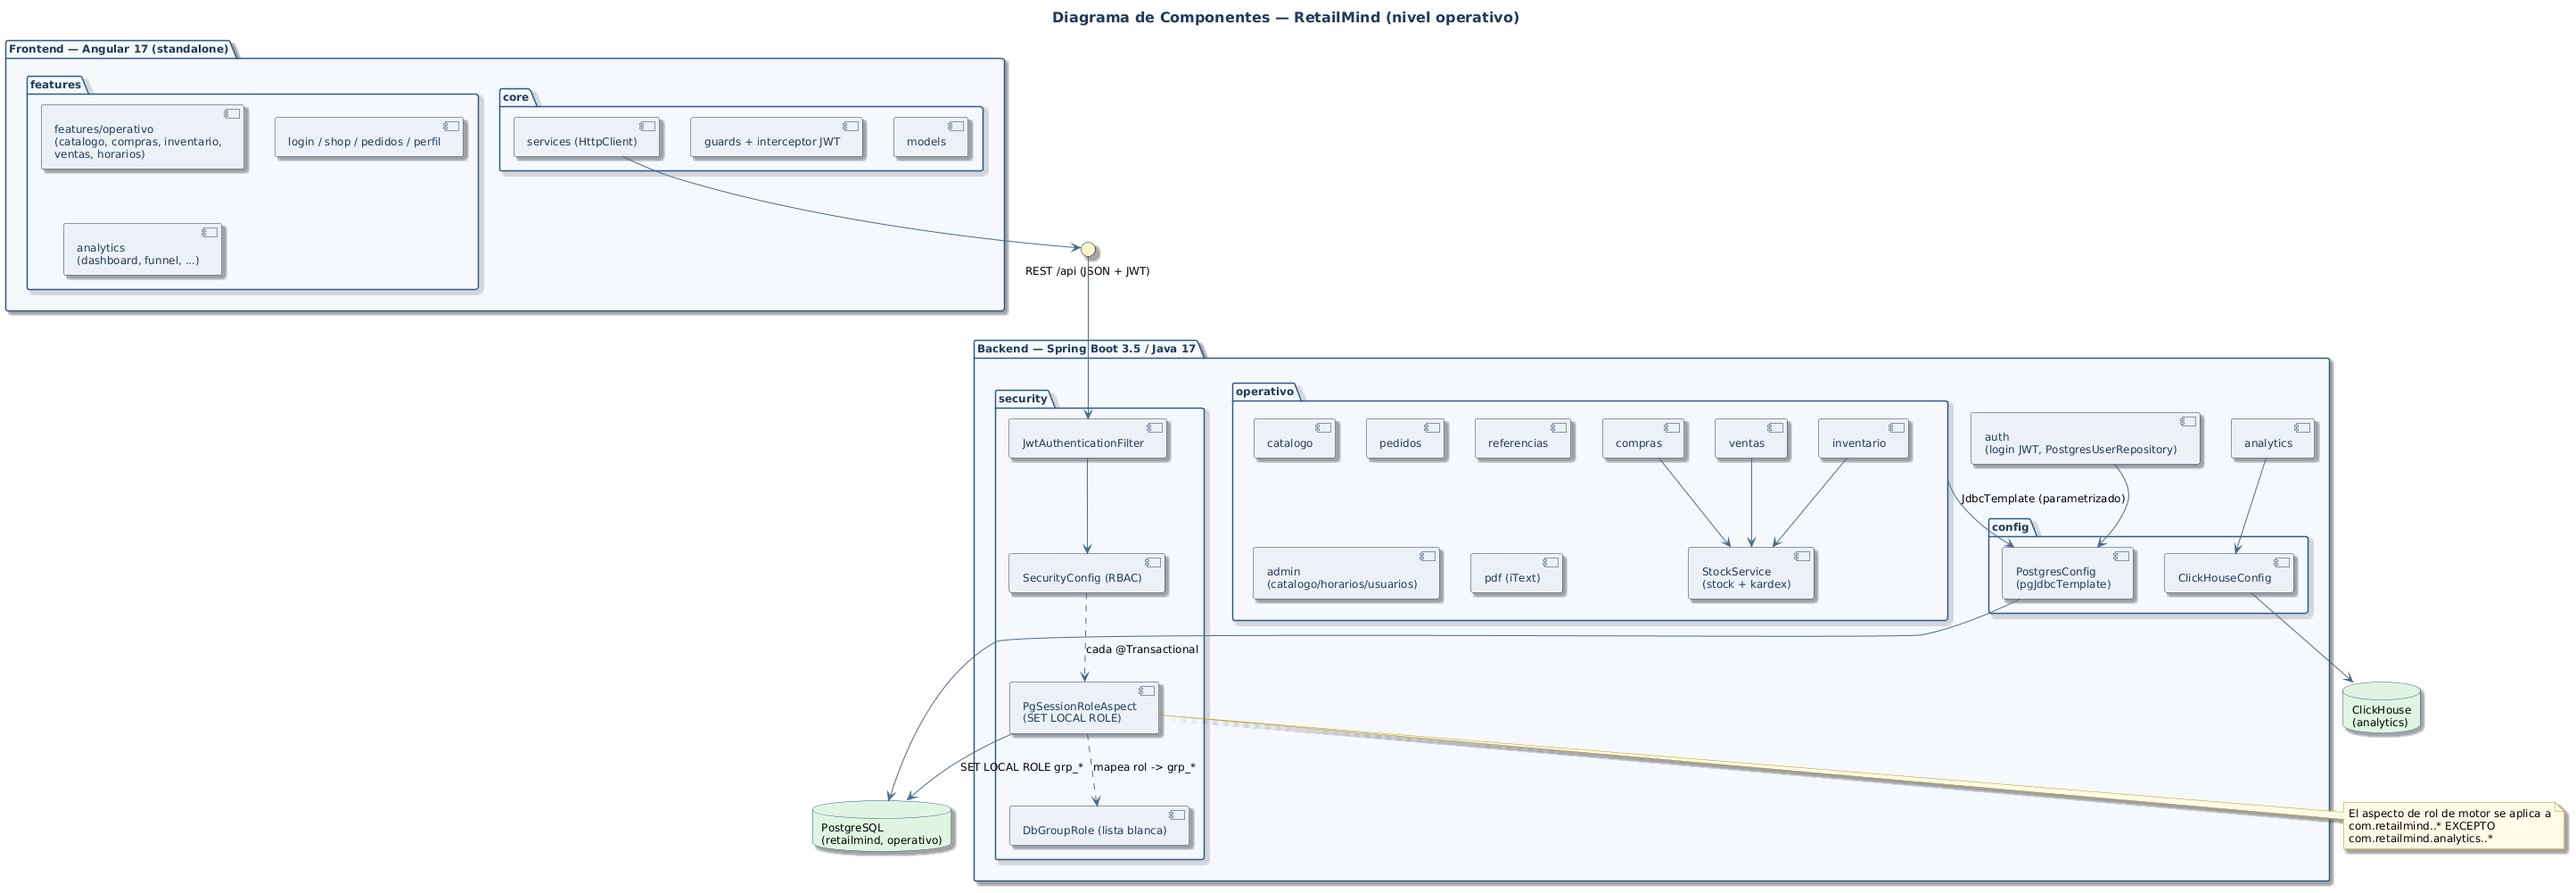 Diagrama de Componentes — RetailMind (nivel operativo)
Frontend — Angular 17 (standalone)
features
features/operativo
(catalogo, compras, inventario,
ventas, horarios)
login / shop / pedidos / perfil
analytics
(dashboard, funnel, ...)
core
services (HttpClient)
guards + interceptor JWT
models
REST /api (JSON + JWT)
Backend — Spring Boot 3.5 / Java 17
security
JwtAuthenticationFilter
SecurityConfig (RBAC)
cada @Transactional
PgSessionRoleAspect
(SET LOCAL ROLE)
SET LOCAL ROLE grp_*
mapea rol -> grp_*
DbGroupRole (lista blanca)
operativo
catalogo
pedidos
referencias
compras
ventas
inventario
admin
(catalogo/horarios/usuarios)
pdf (iText)
StockService
(stock + kardex)
auth
(login JWT, PostgresUserRepository)
analytics
JdbcTemplate (parametrizado)
config
PostgresConfig
(pgJdbcTemplate)
ClickHouseConfig
PostgreSQL
(retailmind, operativo)
ClickHouse
(analytics)
El aspecto de rol de motor se aplica a
com.retailmind..* EXCEPTO
com.retailmind.analytics..*